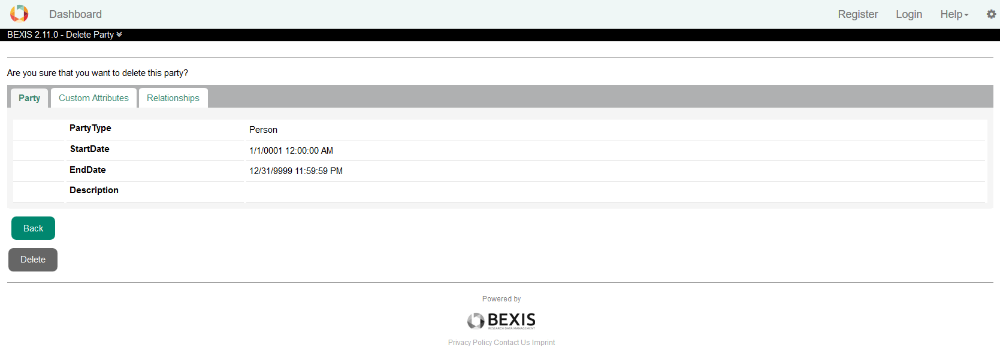 Dashboard Register Login Help
BEXIS 2.11.0 - Delete Party
Are you sure that you want to delete this party?
Party Custom Attributes Relationships
PartyType Person
StartDate 1/1/0001 12:00:00 AM
EndDate 12/31/9999 11:59:59 PM
Description
Back
Delete
Powered by
BEXIS
RESEARCH DATA MANAGEMENT
Privacy Policy Contact Us Imprint